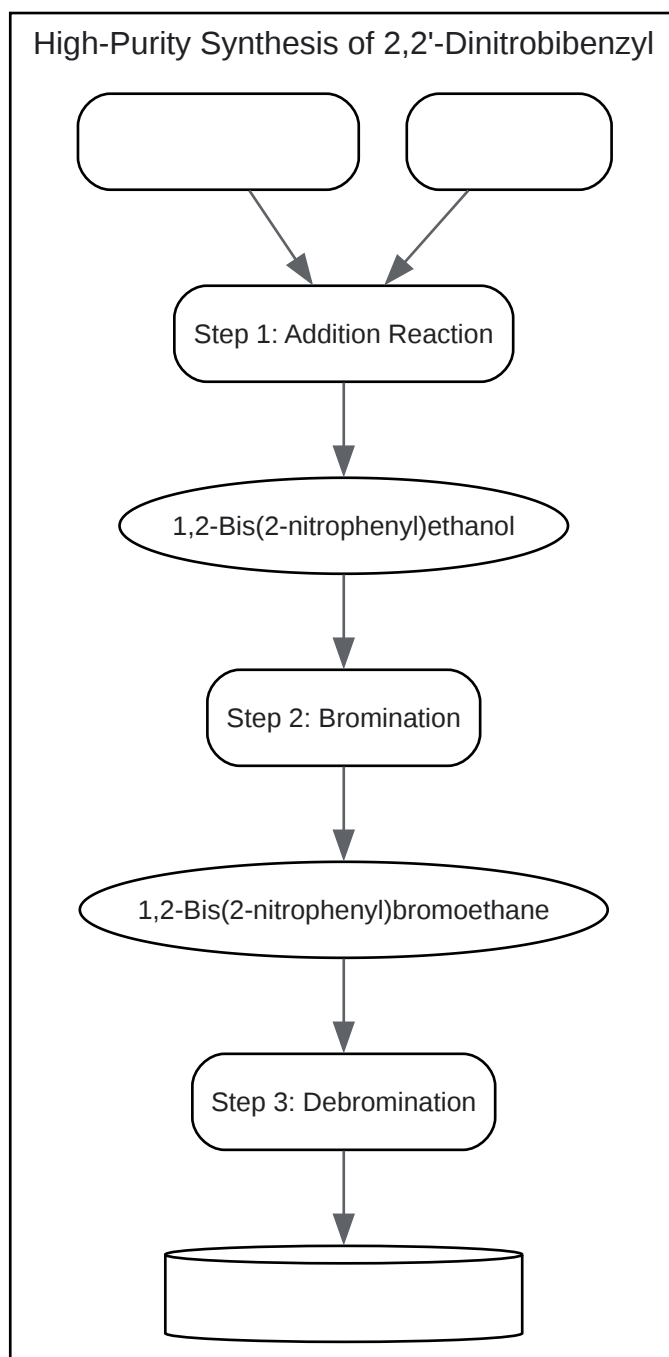 High-Purity Synthesis of 2,2'-Dinitrobibenzyl
Step 1: Addition Reaction
1,2-Bis(2-nitrophenyl)ethanol
Step 2: Bromination
1,2-Bis(2-nitrophenyl)bromoethane
Step 3: Debromination